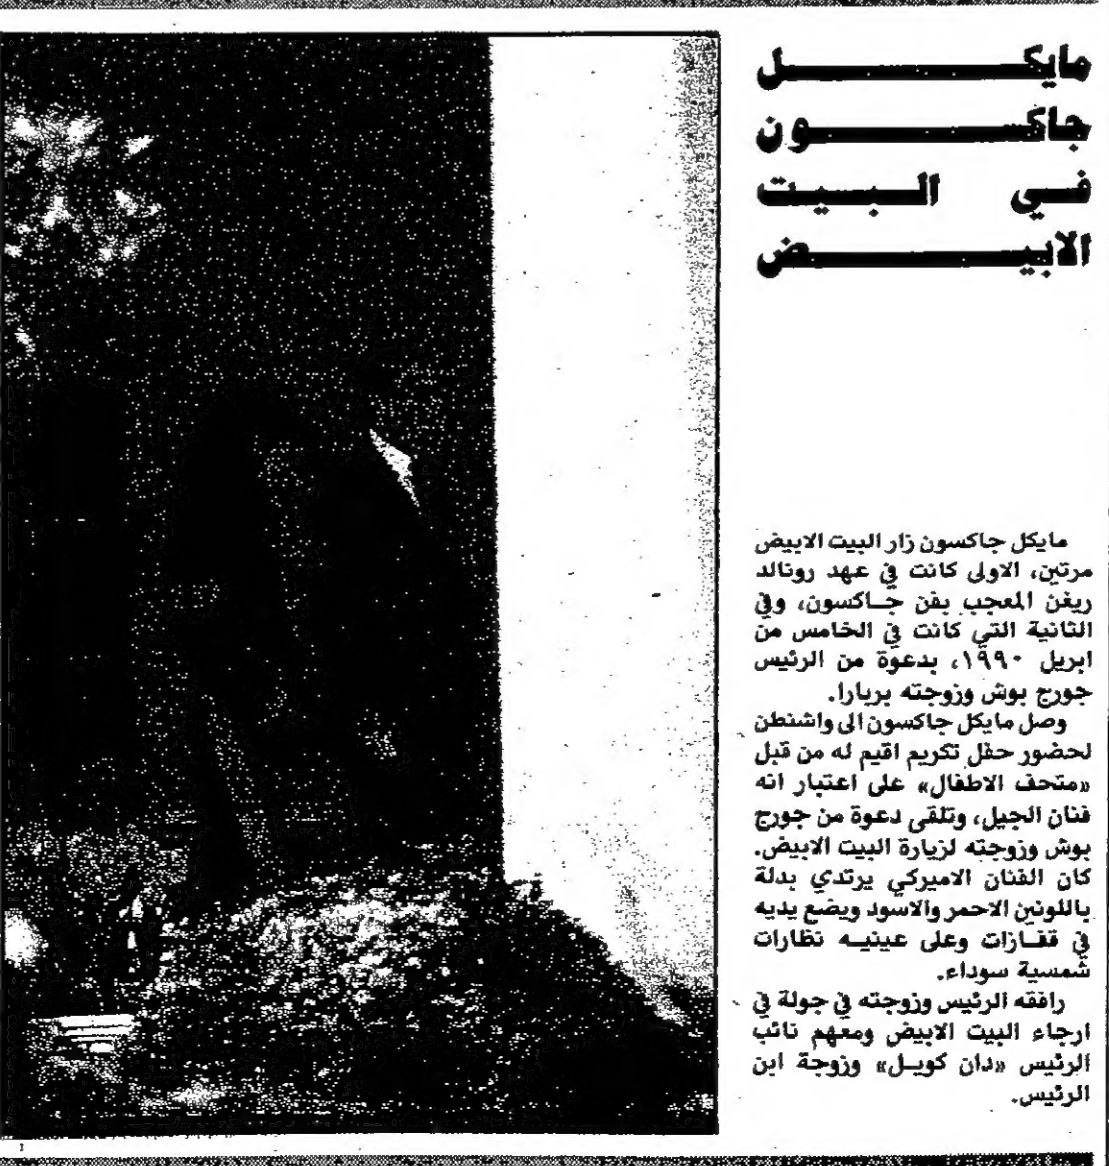 مايكل
جاكسون
في البيت
الابيض
مايكل جاكسون زار البيت الابيض
مرتين، الاولى كانت في عهد رونالد
ريغن المعجب بفن جاكسون، وفي
الثانية التي كانت في الخامس من
ابريل ١٩٩٠، بدعوة من الرئيس
جورج بوش وزوجته بربارا.
وصل مايكل جاكسون الى واشنطن
لحضور حفل تكريم اقيم له من قبل
«متحف الاطفال» على اعتبار انه
فنان الجيل، وتلقى دعوة من جورج
بوش وزوجته لزيارة البيت الابيض.
كان الفنان الاميركي يرتدي بدلة
باللونين الاحمر والاسود ويضع يديه
في قفازات وعلى عينيه نظارات
شمسية سوداء.
رافقه الرئيس وزوجته في جولة في
ارجاء البيت الابيض ومعهم نائب
الرئيس «دان كويل» وزوجة ابن
الرئيس.